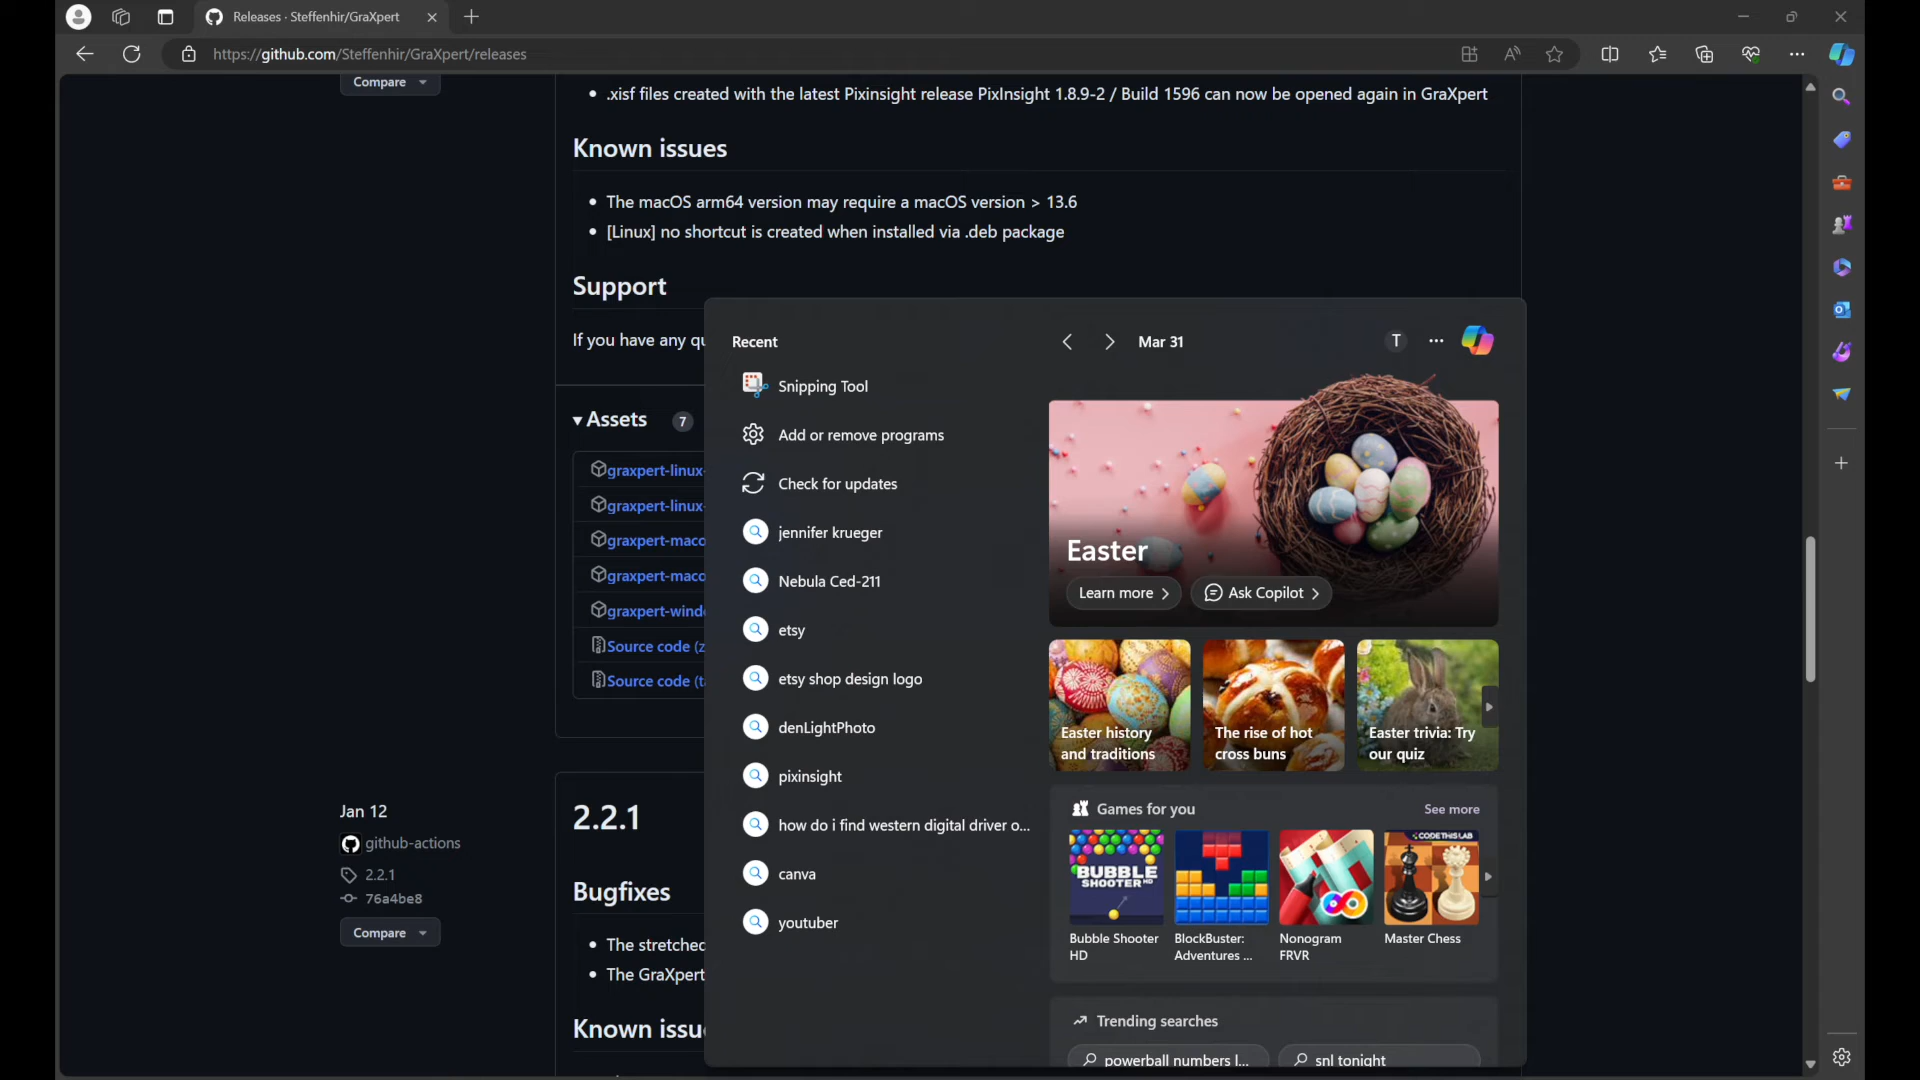 Releases · Steffenhir/GraXpert
https://github.com/Steffenhir/GraXpert/releases
Compare
.xisf files created with the latest Pixinsight release PixInsight 1.8.9-2 / Build 1596 can now be opened again in GraXpert
Known issues
The macOS arm64 version may require a macOS version > 13.6
[Linux] no shortcut is created when installed via .deb package
Support
If you have any qu
Assets 7
graxpert-linux-
graxpert-linux-
graxpert-maco
graxpert-maco
graxpert-wind
Source code (z
Source code (ta
Jan 12
github-actions
2.2.1
76a4be8
Compare
2.2.1
Bugfixes
The stretched
The GraXpert
Known issu
Recent
Snipping Tool
Add or remove programs
Check for updates
jennifer krueger
Nebula Ced-211
etsy
etsy shop design logo
denLightPhoto
pixinsight
how do i find western digital driver o...
canva
youtuber
Mar 31
T
Easter
Learn more
Ask Copilot
Easter history
and traditions
The rise of hot
cross buns
Easter trivia: Try
our quiz
Games for you
See more
BUBBLE
SHOOTER HD
CODETHISLAB
Bubble Shooter
HD
BlockBuster:
Adventures ...
Nonogram
FRVR
Master Chess
Trending searches
powerball numbers l...
snl tonight